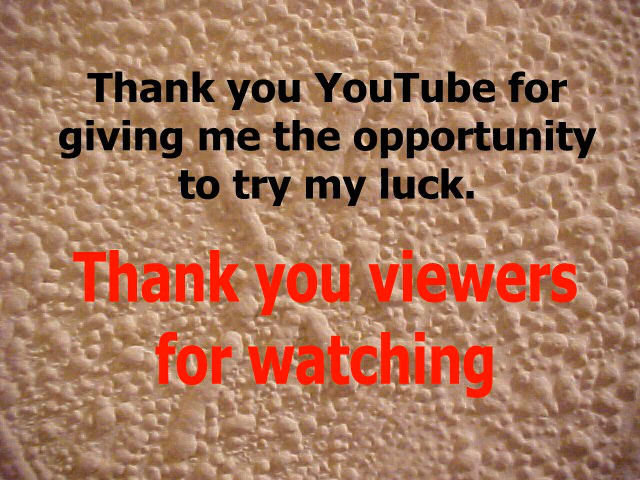 Thank you YouTube for
giving me the opportunity
to try my luck.
Thank you viewers
for watching